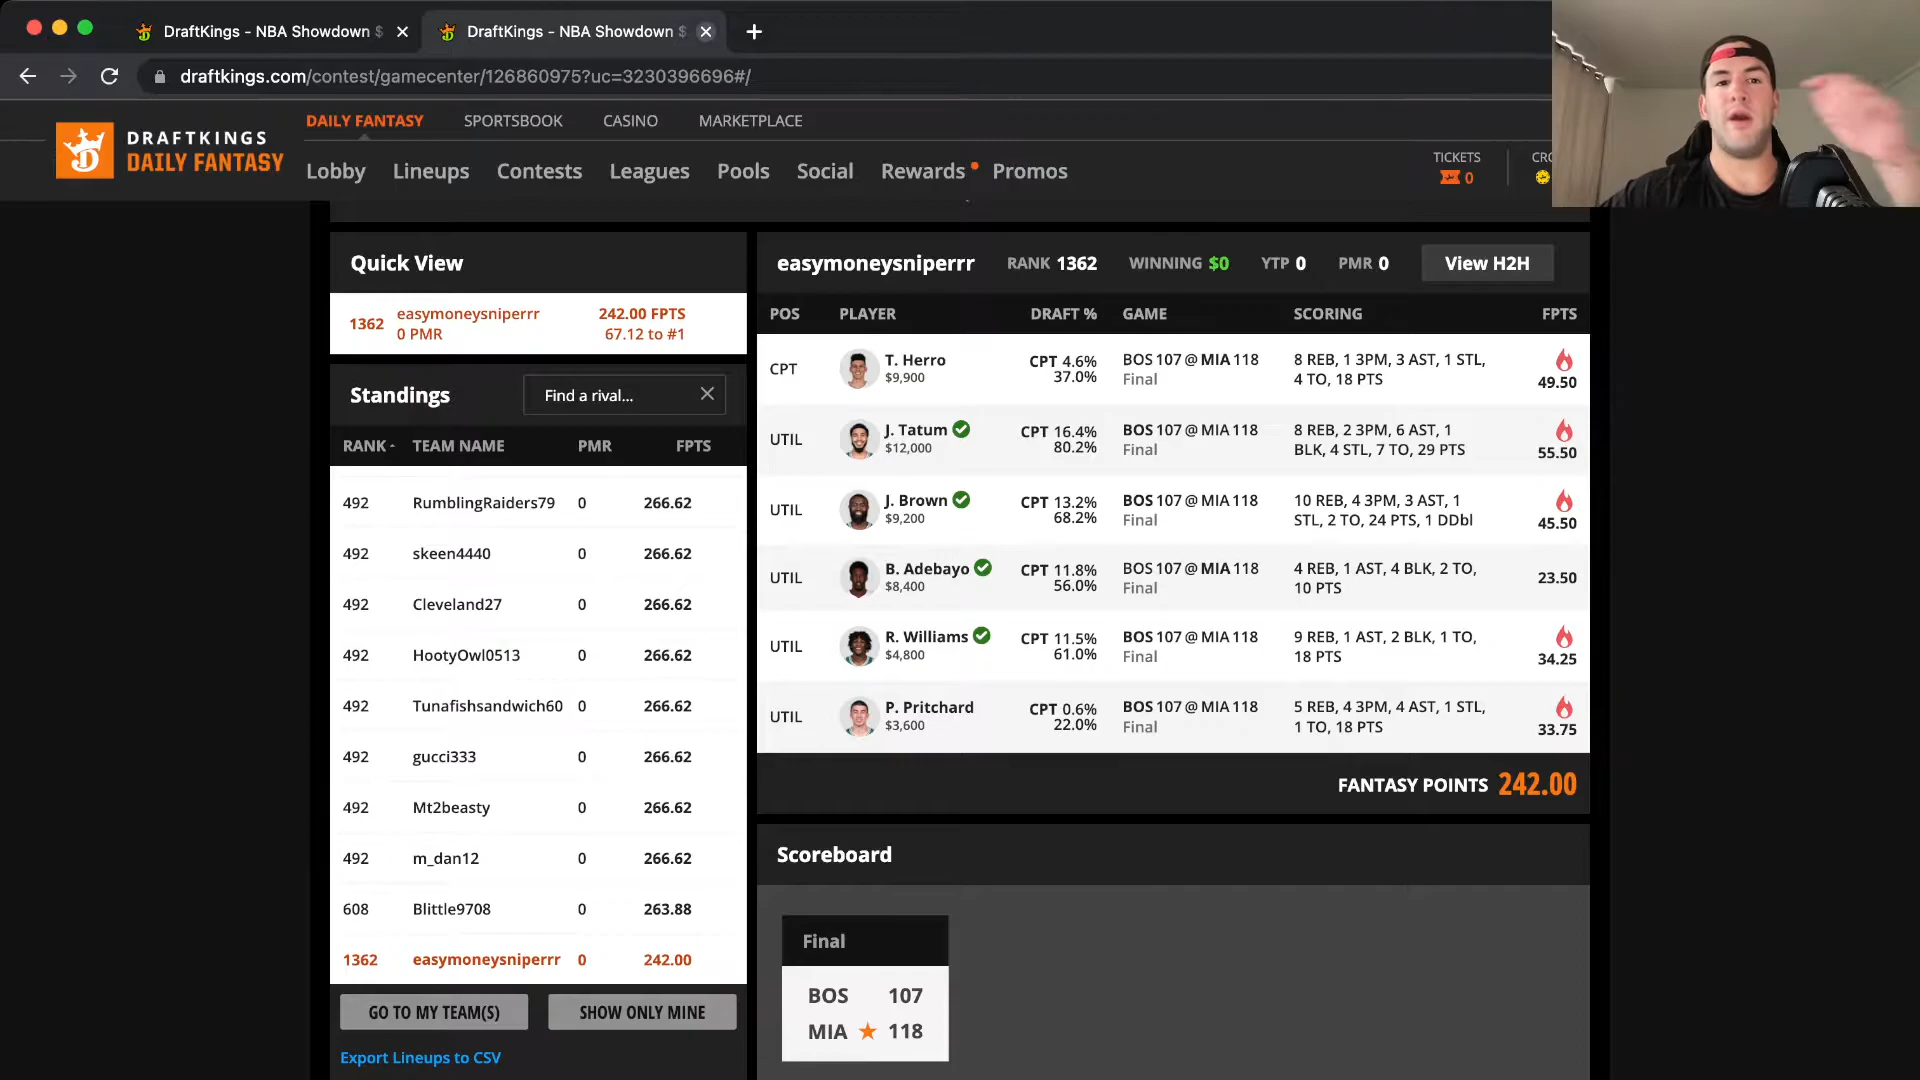 DraftKings - NBA Showdown $
DraftKings - NBA Showdown $
draftkings.com/contest/gamecenter/126860975?uc=3230396696#/
DRAFTKINGS
DAILY FANTASY
DAILY FANTASY SPORTSBOOK CASINO MARKETPLACE
Lobby Lineups Contests Leagues Pools Social Rewards Promos
TICKETS
0
CRO
Quick View
1362 easymoneysniperrr 242.00 FPTS
0 PMR 67.12 to #1
Standings
Find a rival...
RANK TEAM NAME PMR FPTS
492 RumblingRaiders79 0 266.62
492 skeen4440 0 266.62
492 Cleveland27 0 266.62
492 HootyOwl0513 0 266.62
492 Tunafishsandwich60 0 266.62
492 gucci333 0 266.62
492 Mt2beasty 0 266.62
492 m_dan12 0 266.62
608 Blittle9708 0 263.88
1362 easymoneysniperrr 0 242.00
GO TO MY TEAM(S) SHOW ONLY MINE
Export Lineups to CSV
easymoneysniperrr RANK 1362 WINNING $0 YTP 0 PMR 0 View H2H
POS PLAYER DRAFT % GAME SCORING FPTS
CPT T. Herro CPT 4.6% BOS 107 @ MIA 118 8 REB, 1 3PM, 3 AST, 1 STL,
$9,900 37.0% Final 4 TO, 18 PTS 49.50
UTIL J. Tatum CPT 16.4% BOS 107 @ MIA 118 8 REB, 2 3PM, 6 AST, 1
$12,000 80.2% Final BLK, 4 STL, 7 TO, 29 PTS 55.50
UTIL J. Brown CPT 13.2% BOS 107 @ MIA 118 10 REB, 4 3PM, 3 AST, 1
$9,200 68.2% Final STL, 2 TO, 24 PTS, 1 DDbl 45.50
UTIL B. Adebayo CPT 11.8% BOS 107 @ MIA 118 4 REB, 1 AST, 4 BLK, 2 TO,
$8,400 56.0% Final 10 PTS 23.50
UTIL R. Williams CPT 11.5% BOS 107 @ MIA 118 9 REB, 1 AST, 2 BLK, 1 TO,
$4,800 61.0% Final 18 PTS 34.25
UTIL P. Pritchard CPT 0.6% BOS 107 @ MIA 118 5 REB, 4 3PM, 4 AST, 1 STL,
$3,600 22.0% Final 1 TO, 18 PTS 33.75
FANTASY POINTS 242.00
Scoreboard
Final
BOS 107
MIA 118